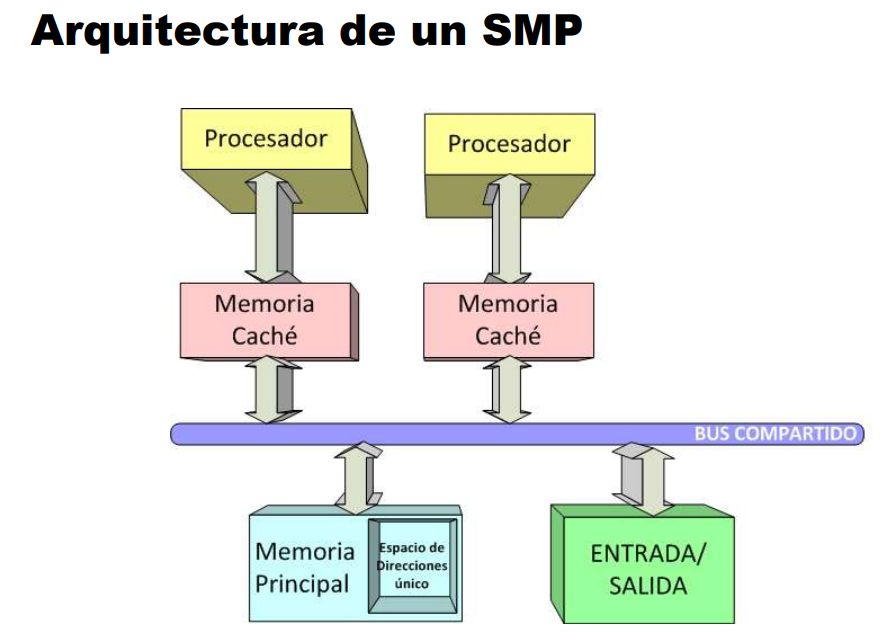 Arquitectura de un SMP
Procesador
Procesador
Memoria
Caché
Memoria
Caché
BUS COMPARTIDO
Memoria
Principal
Espacio de
Direcciones
único
ENTRADA/
SALIDA